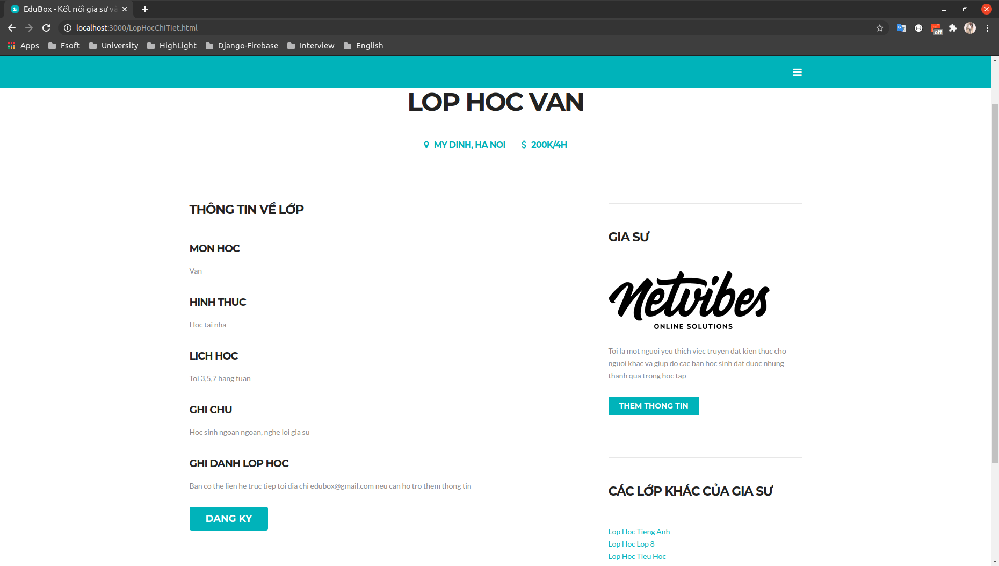 EduBox - Kết nối gia sư và
localhost:3000/LopHocChiTiet.html
off
Apps
Fsoft
University
HighLight
Django-Firebase
Interview
English
LOP HOC VAN
MY DINH, HA NOI
$ 200K/4H
THÔNG TIN VỀ LỚP
MON HOC
Van
HINH THUC
Hoc tai nha
LICH HOC
Toi 3,5,7 hang tuan
GHI CHU
Hoc sinh ngoan ngoan, nghe loi gia su
GHI DANH LOP HOC
Ban co the lien he truc tiep toi dia chi edubox@gmail.com neu can ho tro them thong tin
DANG KY
GIA SƯ
Netvibes
ONLINE SOLUTIONS
Toi la mot nguoi yeu thich viec truyen dat kien thuc cho
nguoi khac va giup do cac ban hoc sinh dat duoc nhung
thanh qua trong hoc tap
THEM THONG TIN
CÁC LỚP KHÁC CỦA GIA SƯ
Lop Hoc Tieng Anh
Lop Hoc Lop 8
Lop Hoc Tieu Hoc